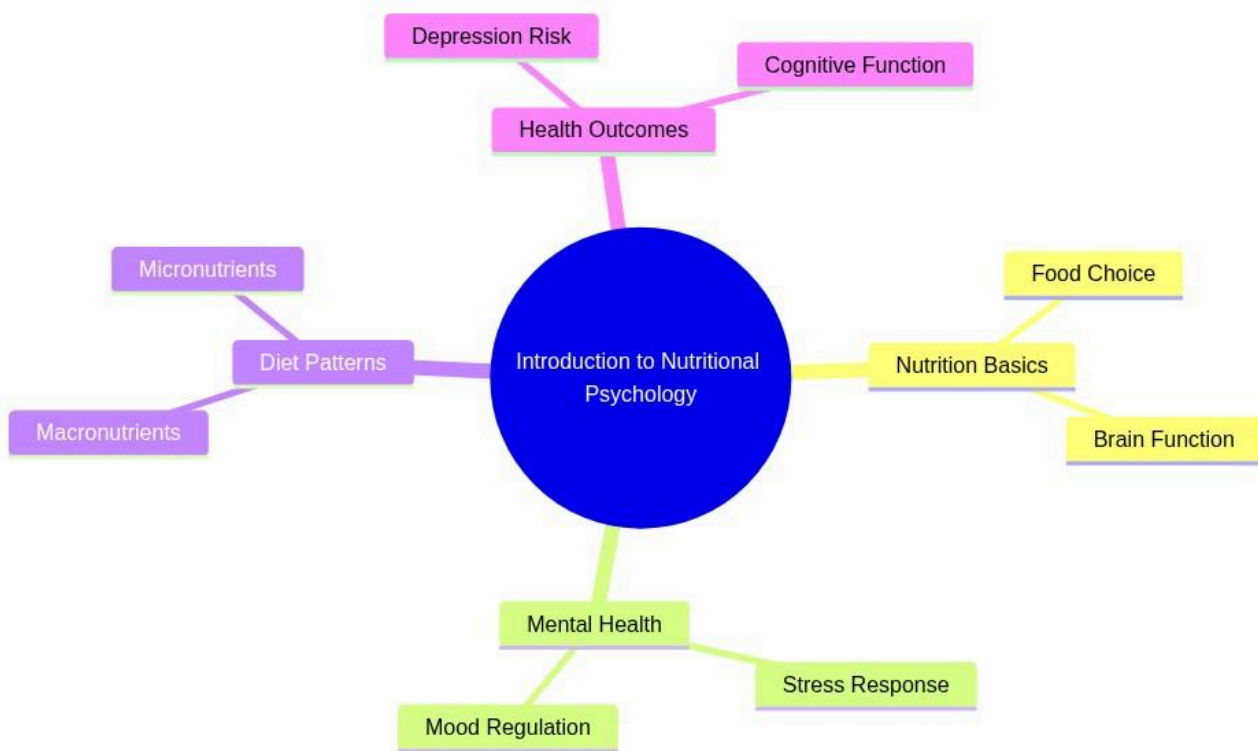 Depression Risk
Cognitive Function
Health Outcomes
Micronutrients
Food Choice
Diet Patterns
Introduction to Nutritional
Psychology
Nutrition Basics
Macronutrients
Brain Function
Mental Health
Stress Response
Mood Regulation